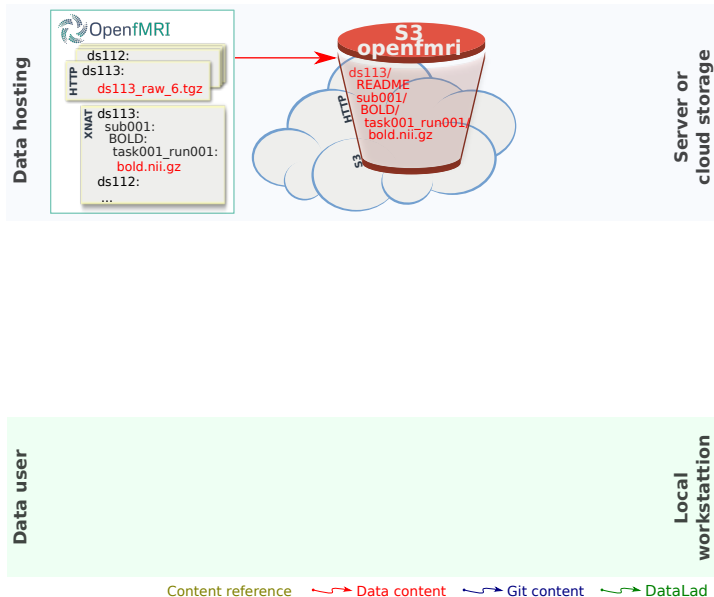 OpenfMRI
ds112:
HTTP
ds113:
ds113_raw_6.tgz
XNAT
ds113:
sub001:
BOLD:
task001_run001:
bold.nii.gz
ds112:
...
S3
openfmri
ds113/
README
sub001/
BOLD/
task001_run001/
bold.nii.gz
HTTP
S3
Data hosting
Server or
cloud storage
Data user
Local
workstattion
Content reference
Data content
Git content
DataLad